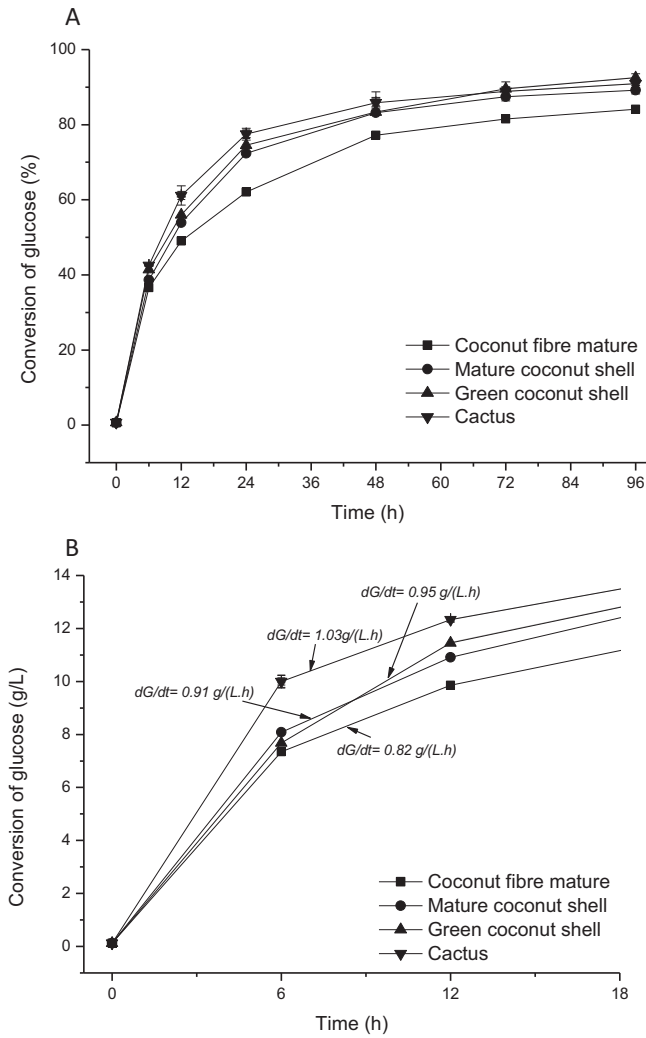 A
100
80
60
40
20
0
Conversion of glucose (%)
Coconut fibre mature
Mature coconut shell
Green coconut shell
Cactus
0 12 24 36 48 60 72 84 96
Time (h)
B
14
12
10
8
6
4
2
0
Conversion of glucose (g/L)
dG/dt= 0.95 g/(L.h)
dG/dt= 1.03g/(L.h)
dG/dt= 0.91 g/(L.h)
dG/dt= 0.82 g/(L.h)
Coconut fibre mature
Mature coconut shell
Green coconut shell
Cactus
0 6 12 18
Time (h)